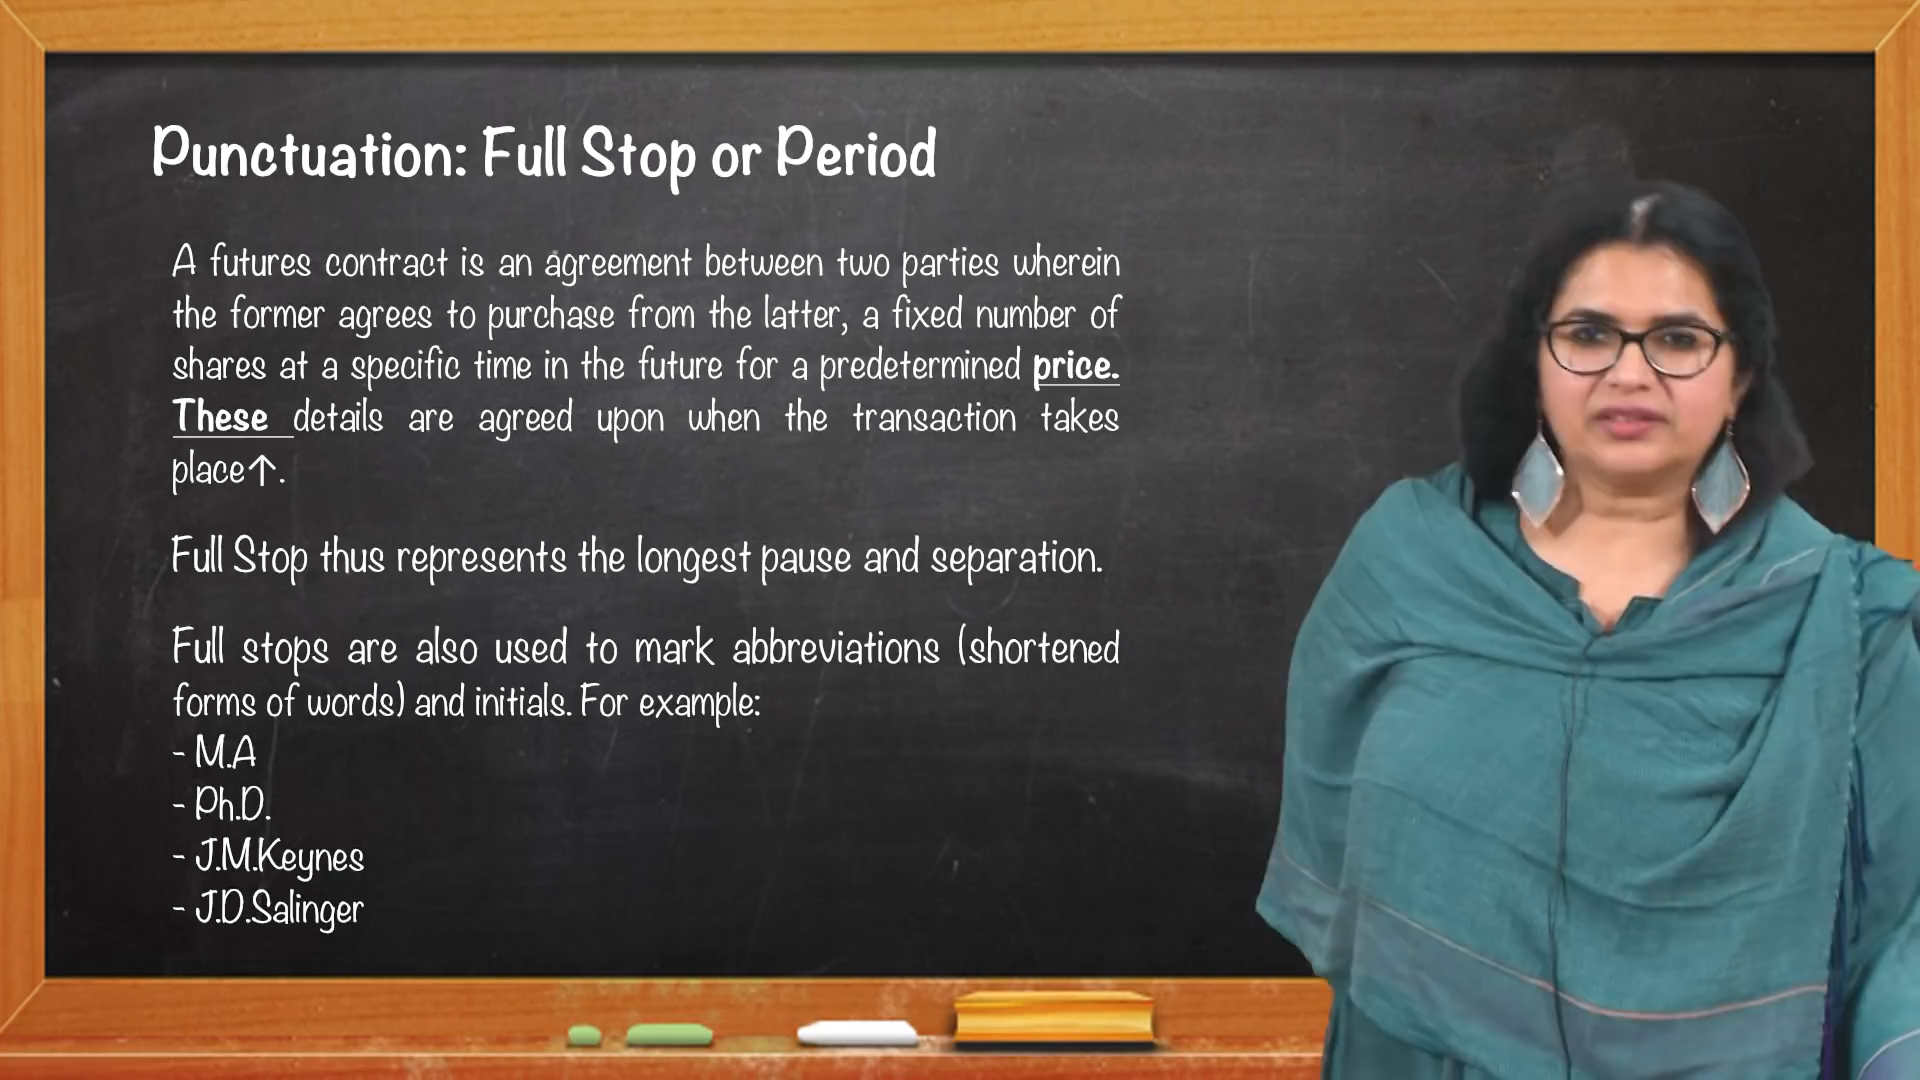 Punctuation: Full Stop or Period
A futures contract is an agreement between two parties wherein
the former agrees to purchase from the latter, a fixed number of
shares at a specific time in the future for a predetermined price.
These details are agreed upon when the transaction takes
place↑.
Full Stop thus represents the longest pause and separation.
Full stops are also used to mark abbreviations (shortened
forms of words) and initials. For example:
- M.A
- Ph.D.
- J.M.Keynes
- J.D.Salinger